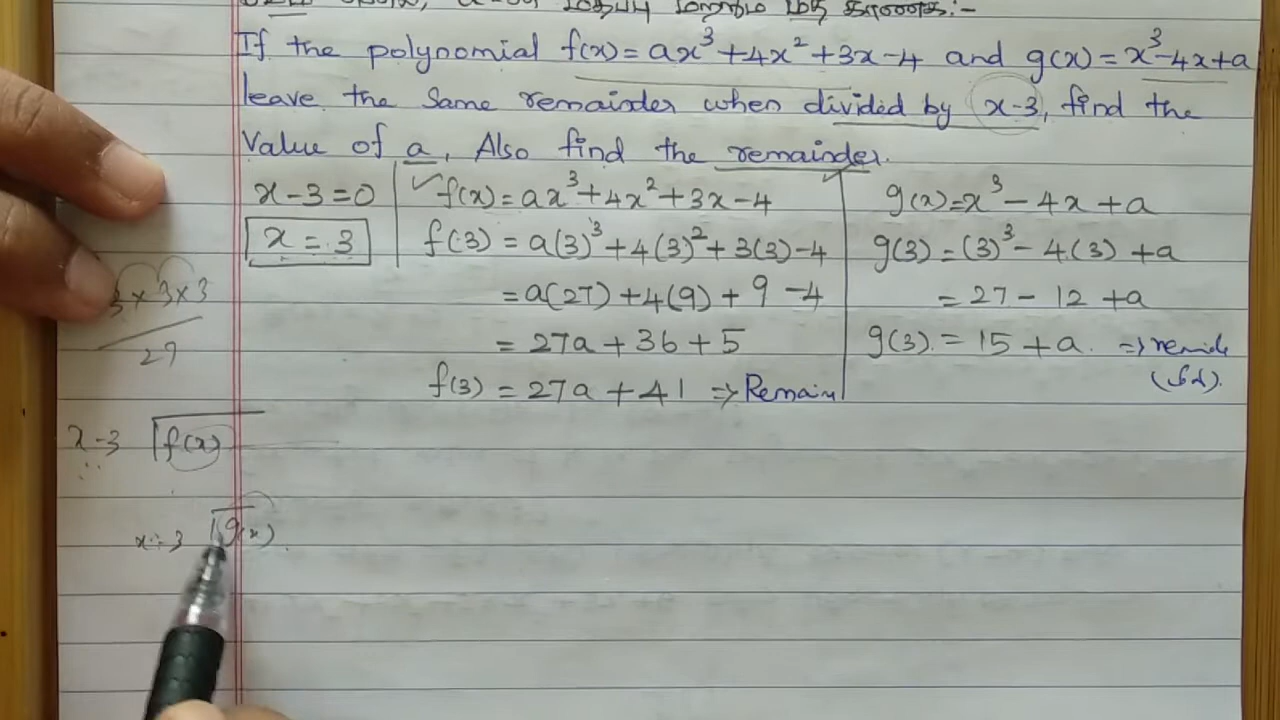 If the polynomial f(x) = ax³ + 4x² + 3x - 4 and g(x) = x³ - 4x + a
leave the same remainder when divided by x-3, find the
Value of a. Also find the remainder.
x - 3 = 0
x = 3
3 x 3 x 3
27
✓ f(x) = ax³ + 4x² + 3x - 4
f(3) = a(3)³ + 4(3)² + 3(3) - 4
= a(27) + 4(9) + 9 - 4
= 27a + 36 + 5
f(3) = 27a + 41 ⇒ Remain
g(x) = x³ - 4x + a
g(3) = (3)³ - 4(3) + a
= 27 - 12 + a
g(3) = 15 + a. ⇒ remide
x - 3 f(x)
x - 3 g(x)